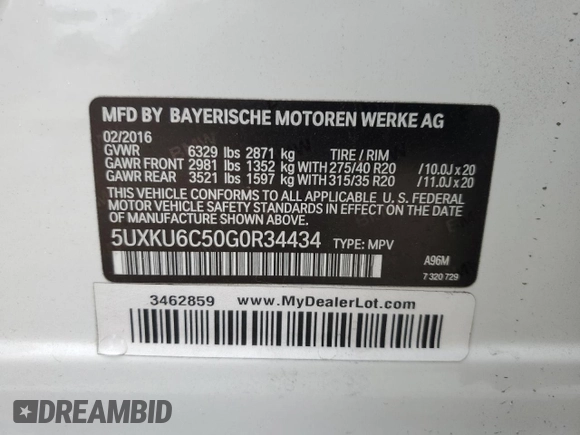 MFD BY BAYERISCHE MOTOREN WERKE AG
02/2016
GVWR 6329 lbs 2871 kg TIRE / RIM
GAWR FRONT 2981 lbs 1352 kg WITH 275/40 R20 /10.0J x 20
GAWR REAR 3521 lbs 1597 kg WITH 315/35 R20 /11.0J x 20
THIS VEHICLE CONFORMS TO ALL APPLICABLE U. S. FEDERAL
MOTOR VEHICLE SAFETY STANDARDS IN EFFECT ON THE DATE
OF MANUFACTURE SHOWN ABOVE.
5UXKU6C50G0R34434 TYPE: MPV
A96M
7 320 729
3462859 www.MyDealerLot.com
DREAMBID